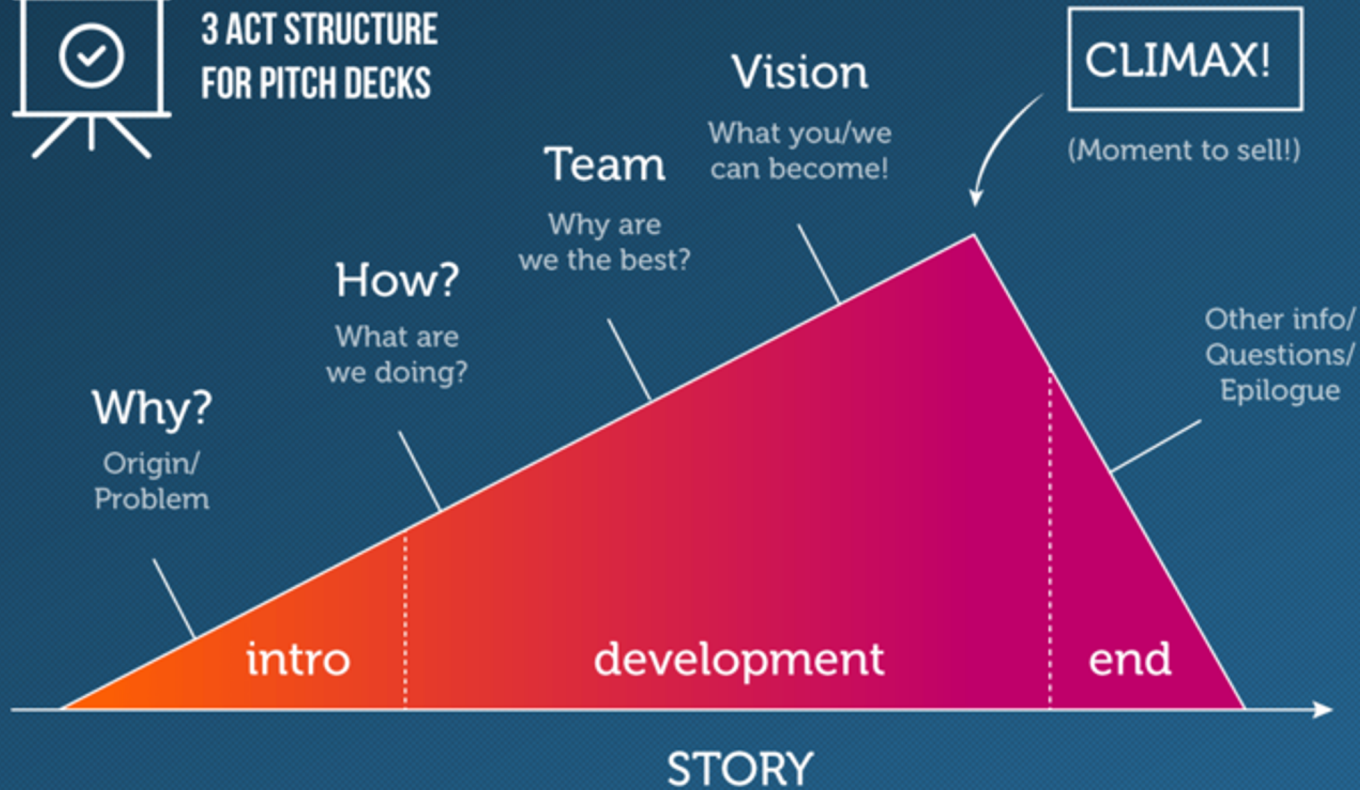 3 ACT STRUCTURE
FOR PITCH DECKS
CLIMAX!
(Moment to sell!)
Vision
What you/we
can become!
Team
Why are
we the best?
How?
What are
we doing?
Why?
Origin/
Problem
Other info/
Questions/
Epilogue
intro
development
end
STORY